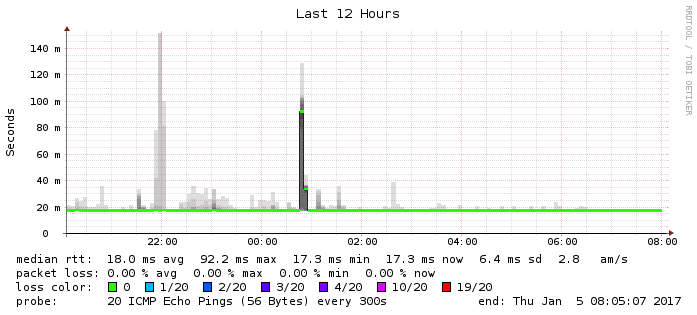 Last 12 Hours
RRDTOOL / TOBI OETIKER
Seconds
140 m
120 m
100 m
80 m
60 m
40 m
20 m
0
22:00 00:00 02:00 04:00 06:00 08:00
median rtt: 18.0 ms avg 92.2 ms max 17.3 ms min 17.3 ms now 6.4 ms sd 2.8 am/s
packet loss: 0.00 % avg 0.00 % max 0.00 % min 0.00 % now
loss color: 0 1/20 2/20 3/20 4/20 10/20 19/20
probe: 20 ICMP Echo Pings (56 Bytes) every 300s end: Thu Jan 5 08:05:07 2017